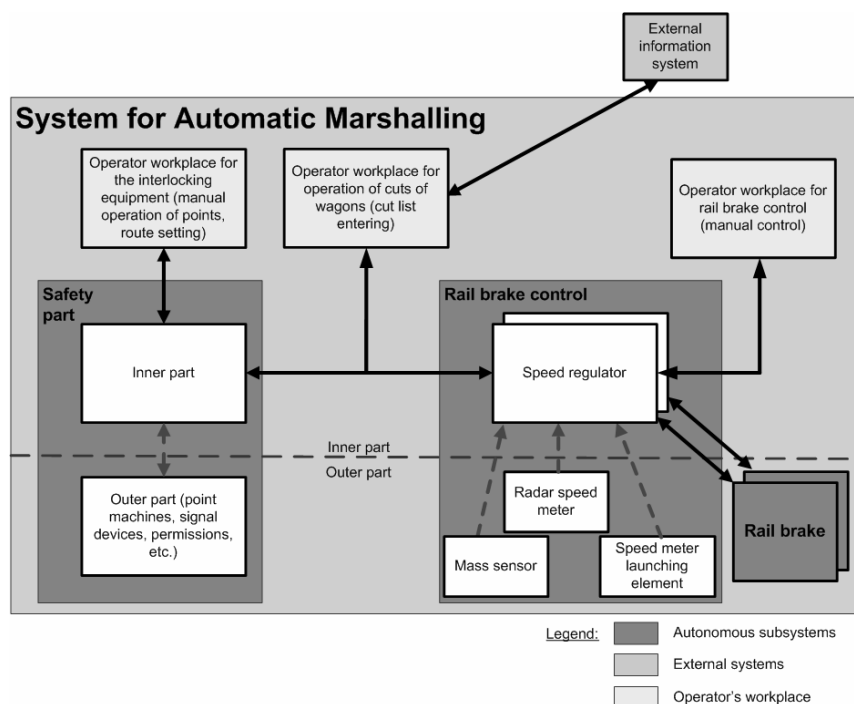 External
information
system
System for Automatic Marshalling
Operator workplace for
the interlocking
equipment (manual
operation of points,
route setting)
Operator workplace for
operation of cuts of
wagons (cut list
entering)
Operator workplace for
rail brake control
(manual control)
Safety
part
Inner part
Rail brake control
Speed regulator
Inner part
Outer part
Outer part (point
machines, signal
devices, permissions,
etc.)
Radar speed
meter
Mass sensor
Speed meter
launching
element
Rail brake
Legend:
Autonomous subsystems
External systems
Operator's workplace